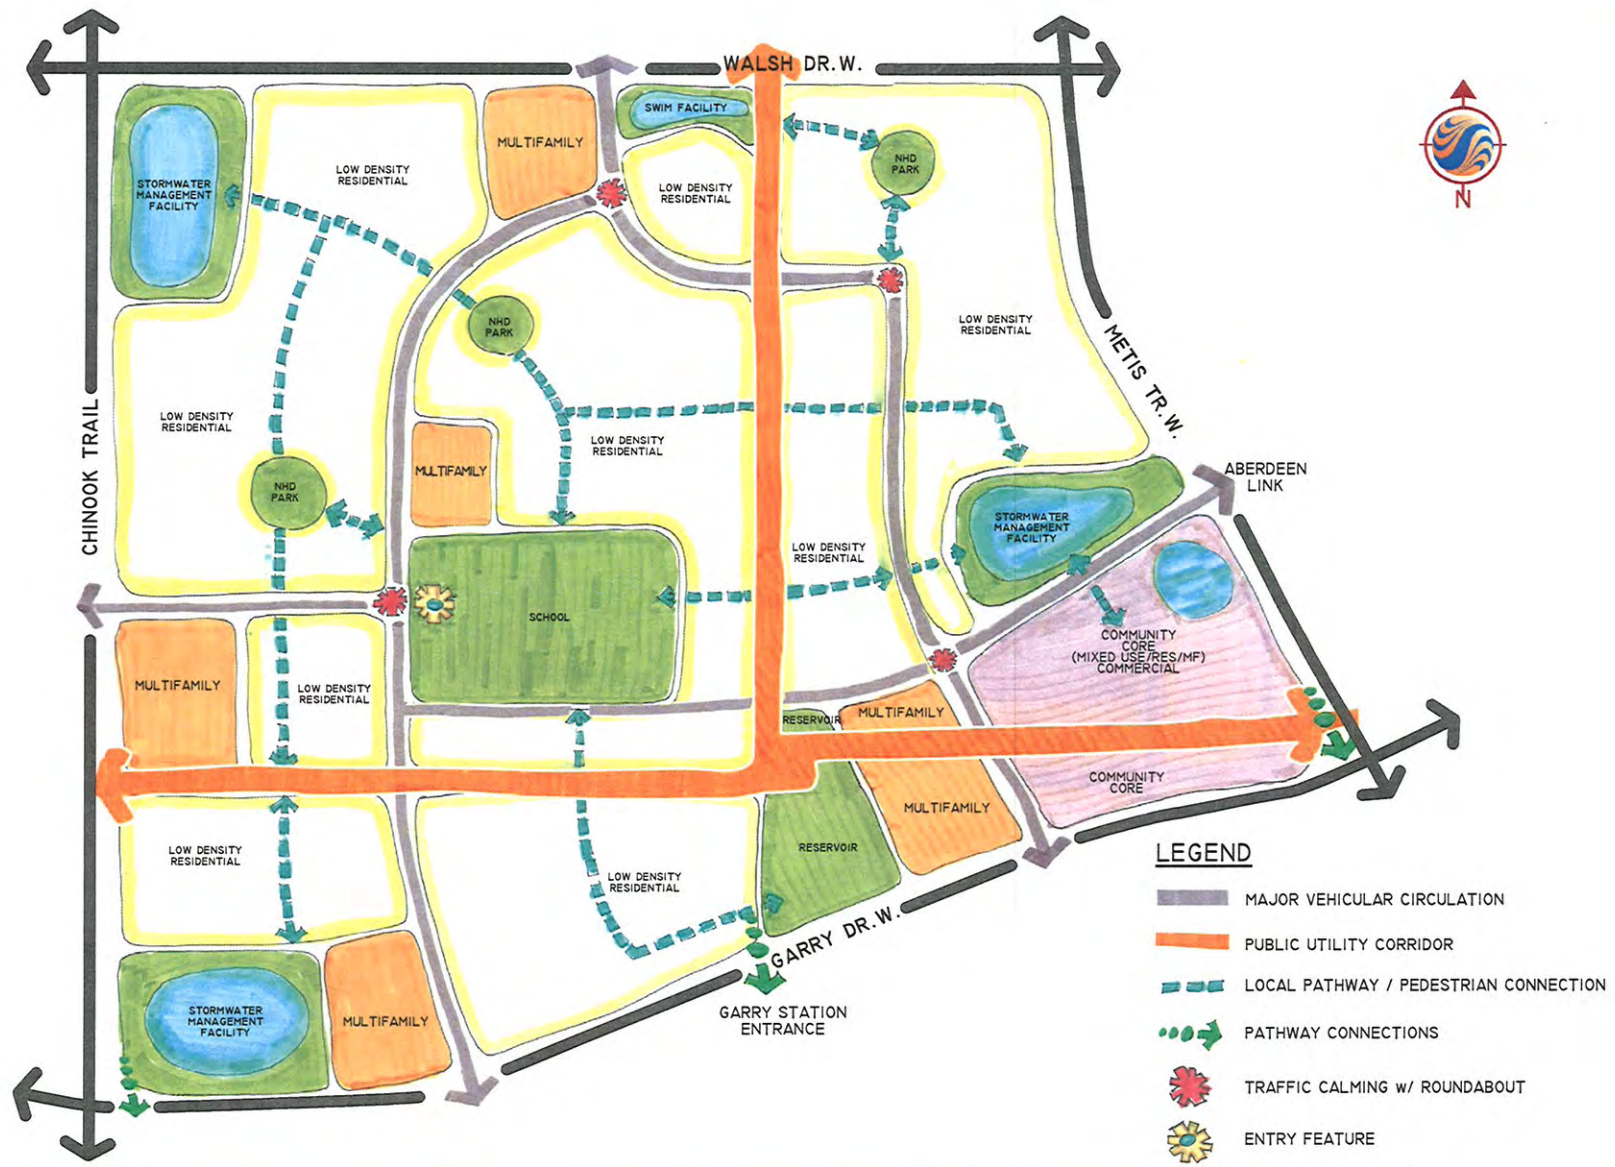 WALSH DR.W.
SWIM FACILITY
MULTIFAMILY
NHD
PARK
LOW DENSITY
RESIDENTIAL
STORMWATER
MANAGEMENT
FACILITY
LOW DENSITY
RESIDENTIAL
N
NHD
PARK
LOW DENSITY
RESIDENTIAL
METIS TR.W.
LOW DENSITY
RESIDENTIAL
CHINOOK TRAIL
LOW DENSITY
RESIDENTIAL
MULTIFAMILY
ABERDEEN
LINK
NHD
PARK
STORMWATER
MANAGEMENT
FACILITY
LOW DENSITY
RESIDENTIAL
SCHOOL
COMMUNITY
CORE
(MIXED USE/RES/MF)
COMMERCIAL
MULTIFAMILY
LOW DENSITY
RESIDENTIAL
RESERVOIR
MULTIFAMILY
COMMUNITY
CORE
MULTIFAMILY
LOW DENSITY
RESIDENTIAL
RESERVOIR
LOW DENSITY
RESIDENTIAL
GARRY DR.W.
STORMWATER
MANAGEMENT
FACILITY
MULTIFAMILY
GARRY STATION
ENTRANCE
LEGEND
MAJOR VEHICULAR CIRCULATION
PUBLIC UTILITY CORRIDOR
LOCAL PATHWAY / PEDESTRIAN CONNECTION
PATHWAY CONNECTIONS
TRAFFIC CALMING w/ ROUNDABOUT
ENTRY FEATURE